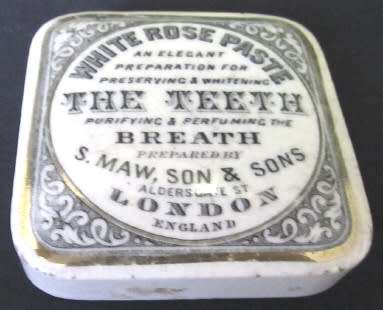 WHITE ROSE PASTE
AN ELEGANT
PREPARATION FOR
PRESERVING & WHITENING
THE TEETH
PURIFYING & PERFUMING THE
BREATH
PREPARED BY
S. MAW, SON & SONS
ALDERSGATE ST
LONDON
ENGLAND